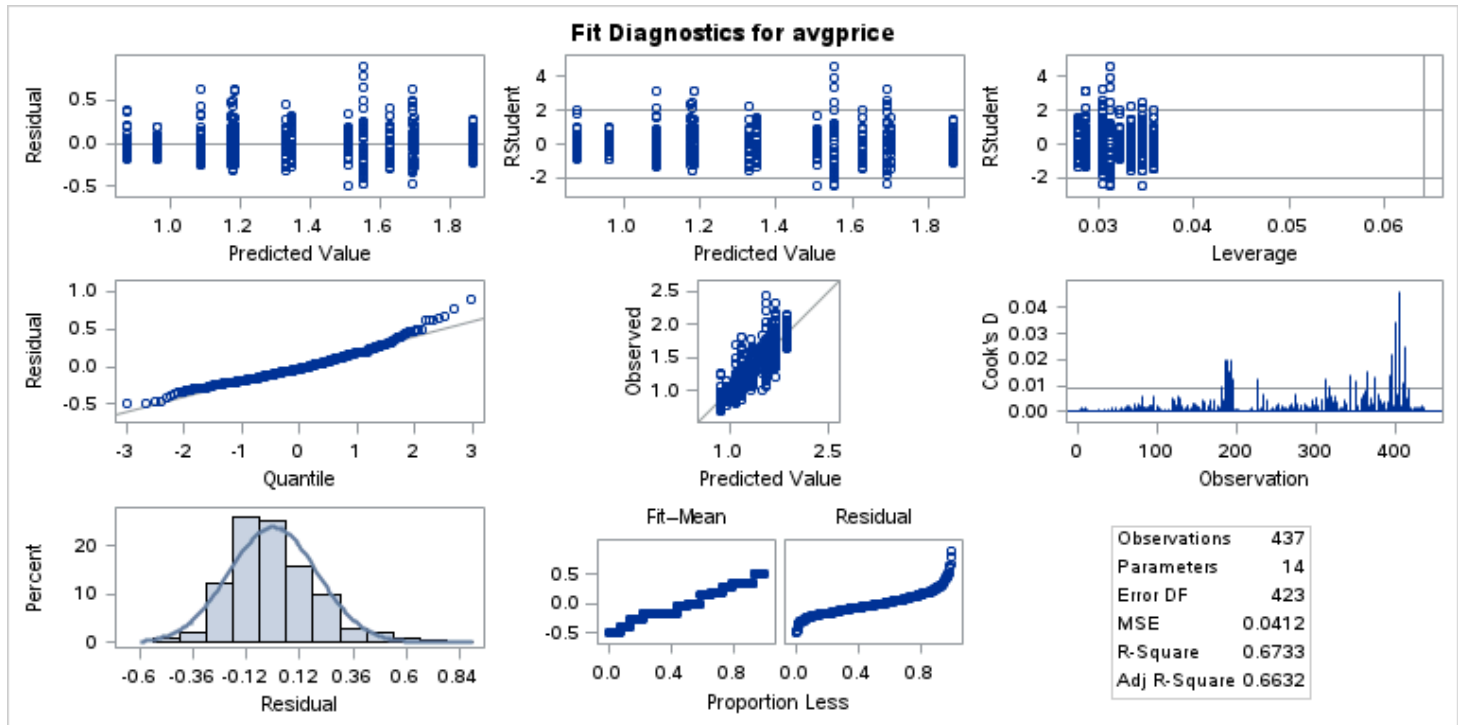 Fit Diagnostics for avgprice
Residual
0.5
0.0
-0.5
1.0 1.2 1.4 1.6 1.8
Predicted Value
RStudent
4
2
0
-2
1.0 1.2 1.4 1.6 1.8
Predicted Value
RStudent
4
2
0
-2
0.03 0.04 0.05 0.06
Leverage
Residual
1.0
0.5
0.0
-0.5
-3 -2 -1 0 1 2 3
Quantile
Observed
2.5
2.0
1.5
1.0
1.0 2.5
Predicted Value
Cook's D
0.04
0.03
0.02
0.01
0.00
0 100 200 300 400
Observation
Percent
20
10
0
-0.6 -0.36 -0.12 0.12 0.36 0.6 0.84
Residual
Fit–Mean Residual
0.5
0.0
-0.5
0.0 0.4 0.8 0.0 0.4 0.8
Proportion Less
Observations 437
Parameters 14
Error DF 423
MSE 0.0412
R-Square 0.6733
Adj R-Square 0.6632